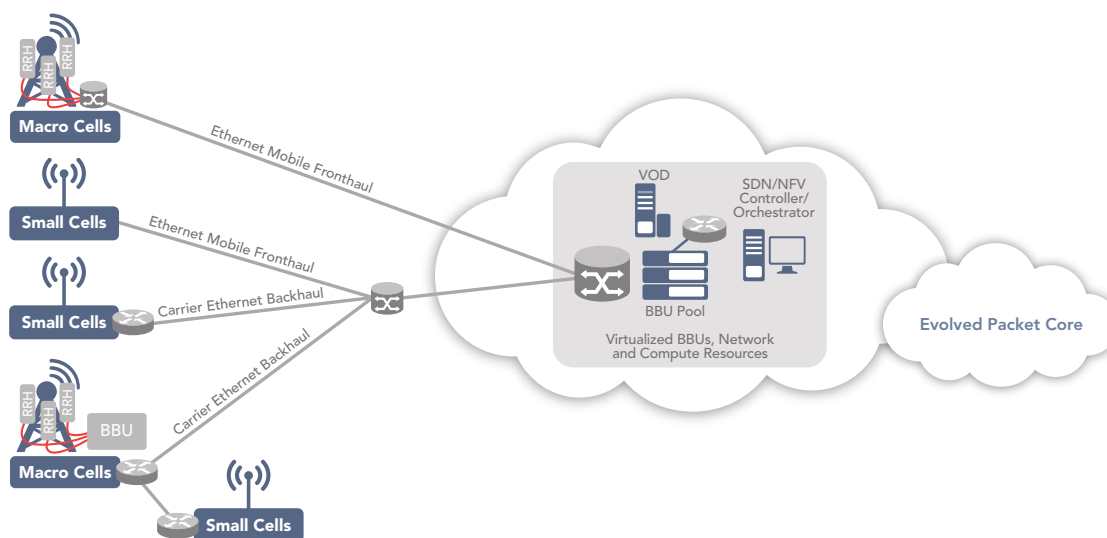 RRH
RRH
RRH
Macro Cells
Ethernet Mobile Fronthaul
Small Cells
Ethernet Mobile Fronthaul
Small Cells
Carrier Ethernet Backhaul
RRH
RRH
RRH
BBU
Macro Cells
Carrier Ethernet Backhaul
Small Cells
VOD
SDN/NFV
Controller/
Orchestrator
BBU Pool
Virtualized BBUs, Network
and Compute Resources
Evolved Packet Core